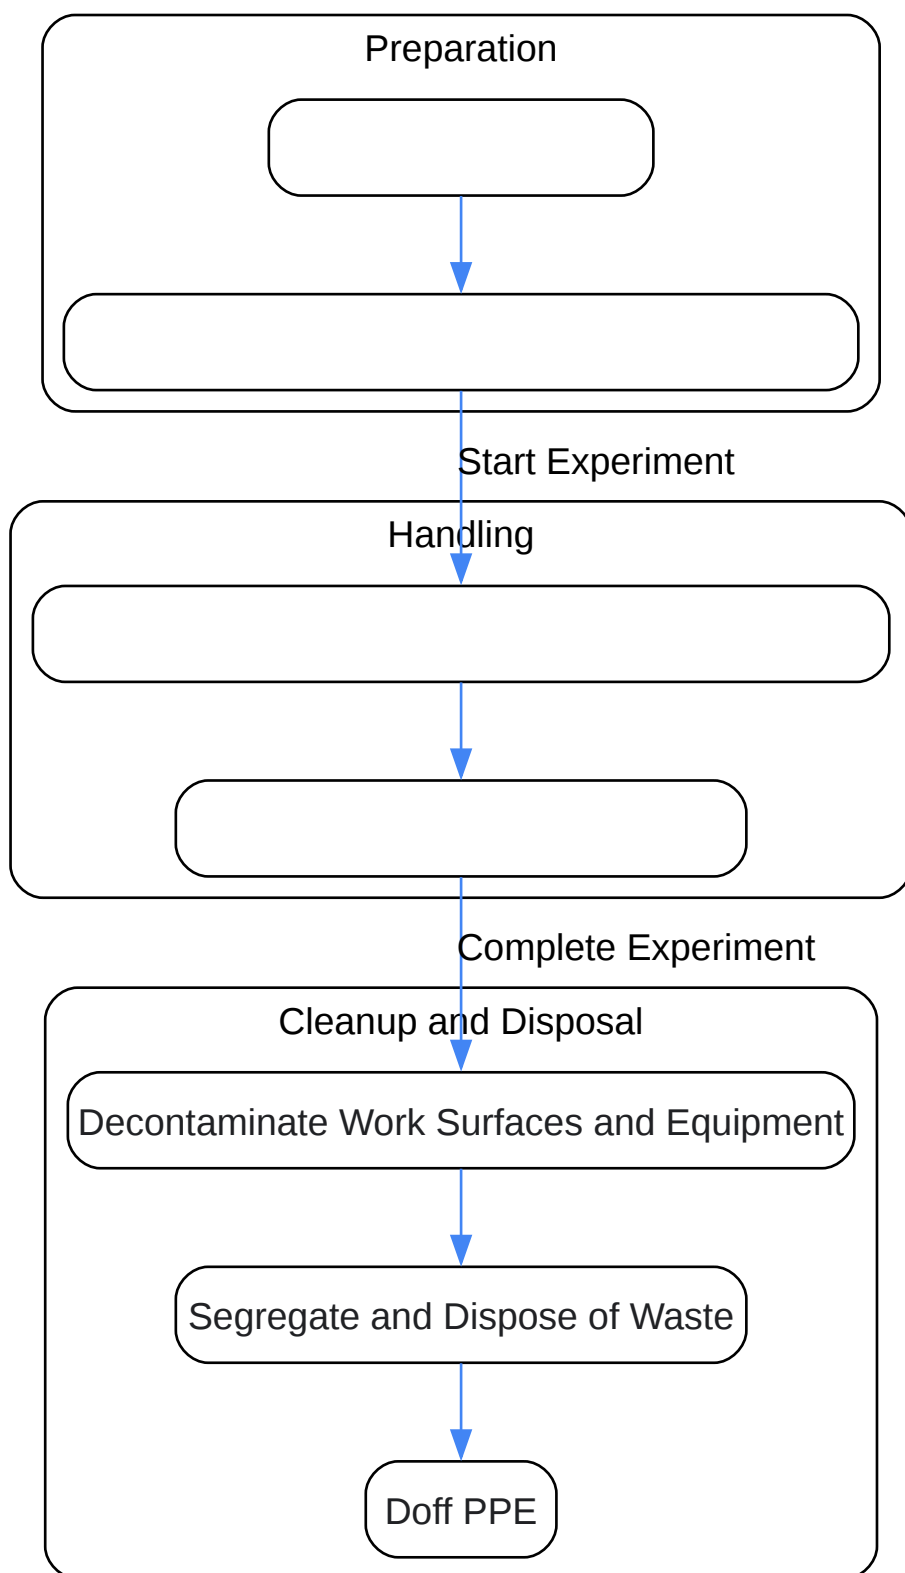 Preparation
Start Experiment
Handling
Complete Experiment
Cleanup and Disposal
Decontaminate Work Surfaces and Equipment
Segregate and Dispose of Waste
Doff PPE